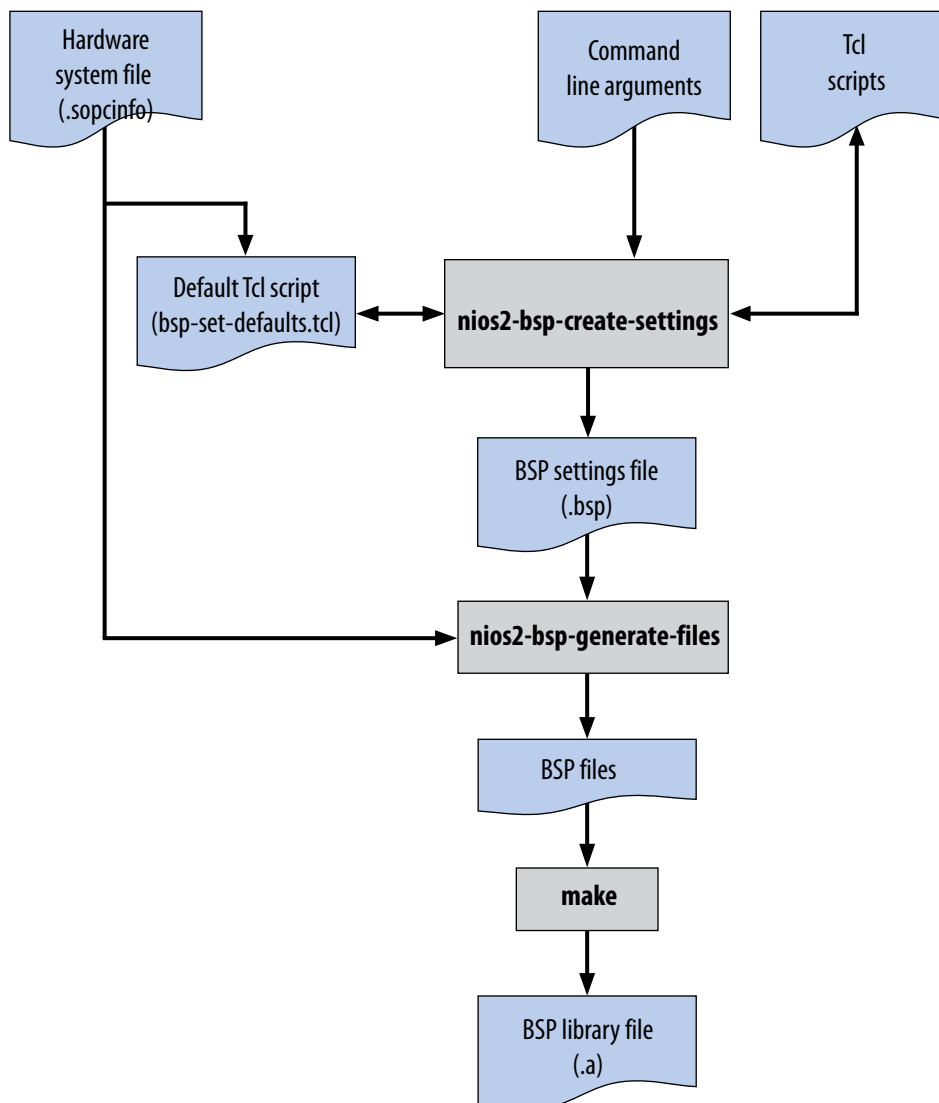 Hardware
system file
(.sopcinfo)
Command
line arguments
Tcl
scripts
Default Tcl script
(bsp-set-defaults.tcl)
nios2-bsp-create-settings
BSP settings file
(.bsp)
nios2-bsp-generate-files
BSP files
make
BSP library file
(.a)